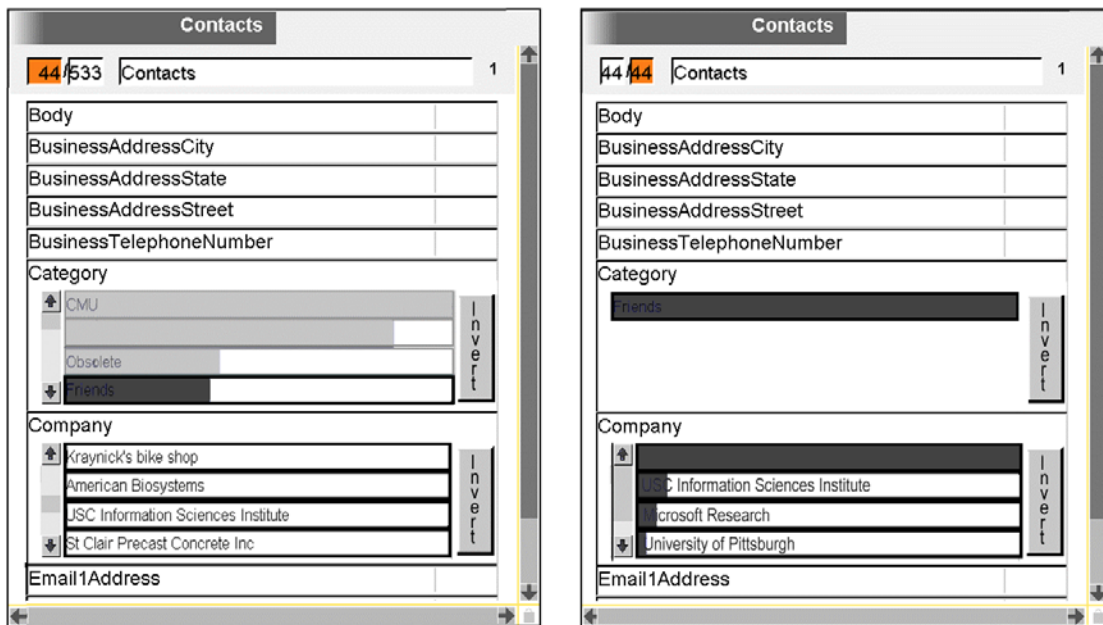 Contacts
44/533 Contacts 1
Body
BusinessAddressCity
BusinessAddressState
BusinessAddressStreet
BusinessTelephoneNumber
Category
CMU
Obsolete
Friends
Invert
Company
Kraynick's bike shop
American Biosystems
USC Information Sciences Institute
St Clair Precast Concrete Inc
Invert
Email1Address
Contacts
44/44 Contacts 1
Body
BusinessAddressCity
BusinessAddressState
BusinessAddressStreet
BusinessTelephoneNumber
Category
Friends
Invert
Company
USC Information Sciences Institute
Microsoft Research
University of Pittsburgh
Invert
Email1Address